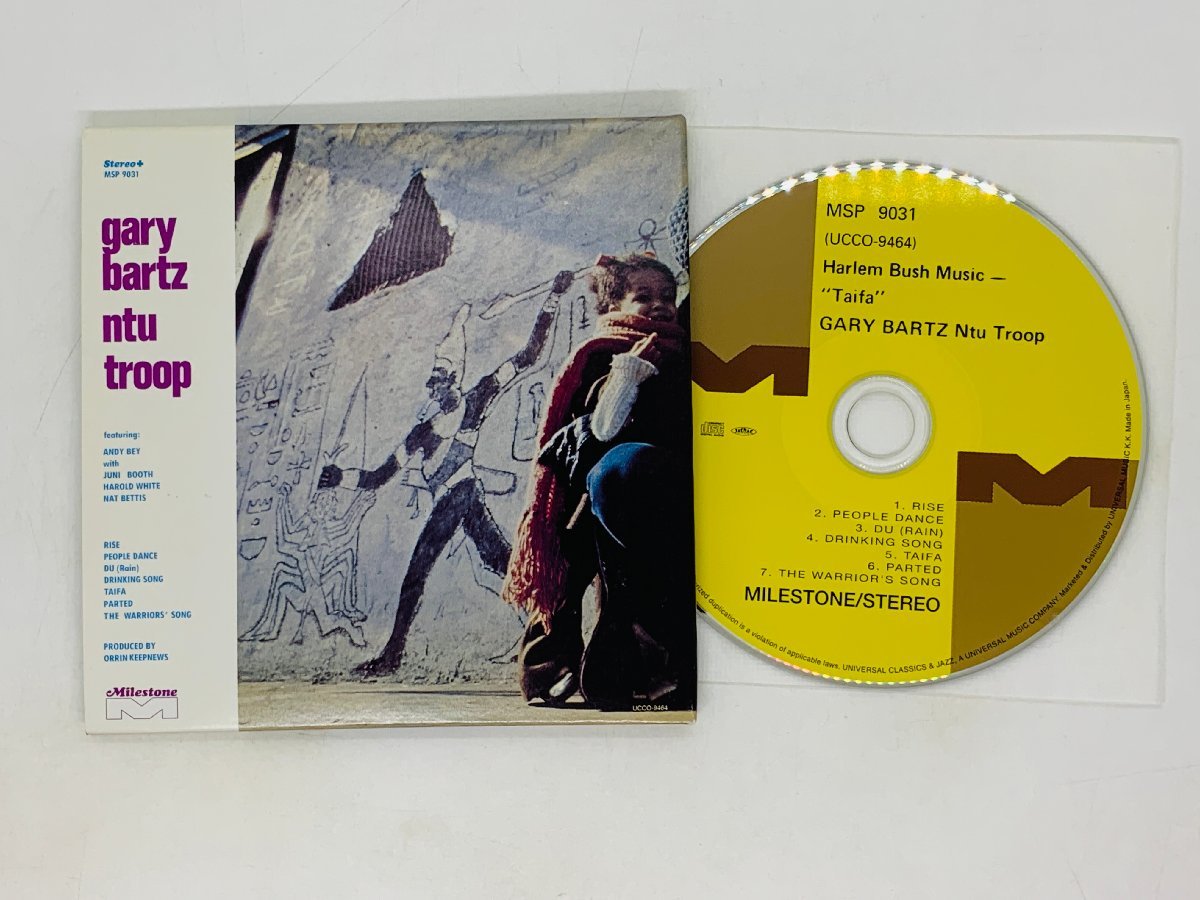 Stereo+
MSP 9031
gary
bartz
ntu
troop
featuring:
ANDY BEY
with
JUNI BOOTH
HAROLD WHITE
NAT BETTIS
RISE
PEOPLE DANCE
DU (Rain)
DRINKING SONG
TAIFA
PARTED
THE WARRIORS' SONG
PRODUCED BY
ORRIN KEEPNEWS
Milestone
UCCO-9464
MSP 9031
(UCCO-9464)
Harlem Bush Music —
"Taifa"
GARY BARTZ Ntu Troop
1. RISE
2. PEOPLE DANCE
3. DU (RAIN)
4. DRINKING SONG
5. TAIFA
6. PARTED
7. THE WARRIOR'S SONG
MILESTONE/STEREO
duplication is a violation of applicable laws. UNIVERSAL CLASSICS & JAZZ, A UNIVERSAL MUSIC COMPANY. Marketed & Distributed by UNIVERSAL MUSIC K.K. Made in Japan.